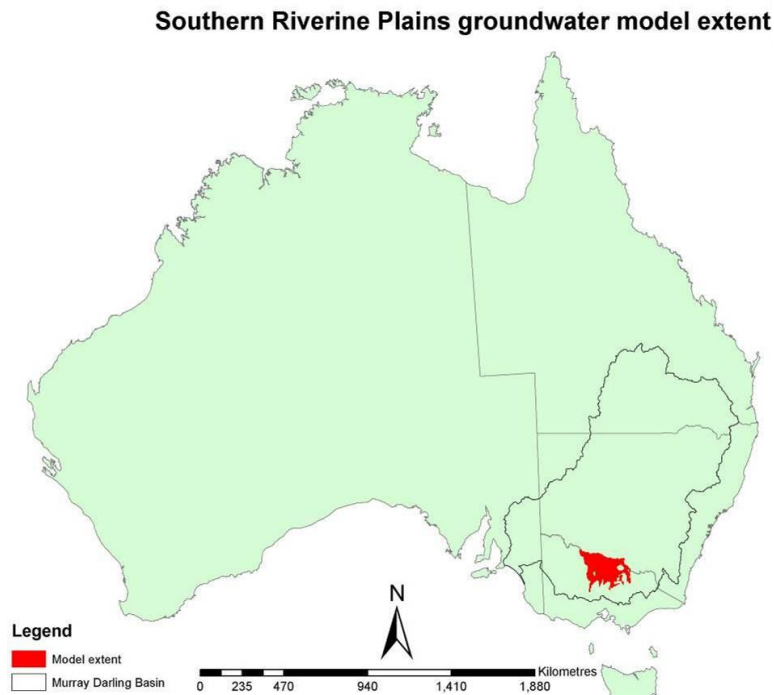 Southern Riverine Plains groundwater model extent
N
Legend
Model extent
Murray Darling Basin
Kilometres
0 235 470 940 1,410 1,880